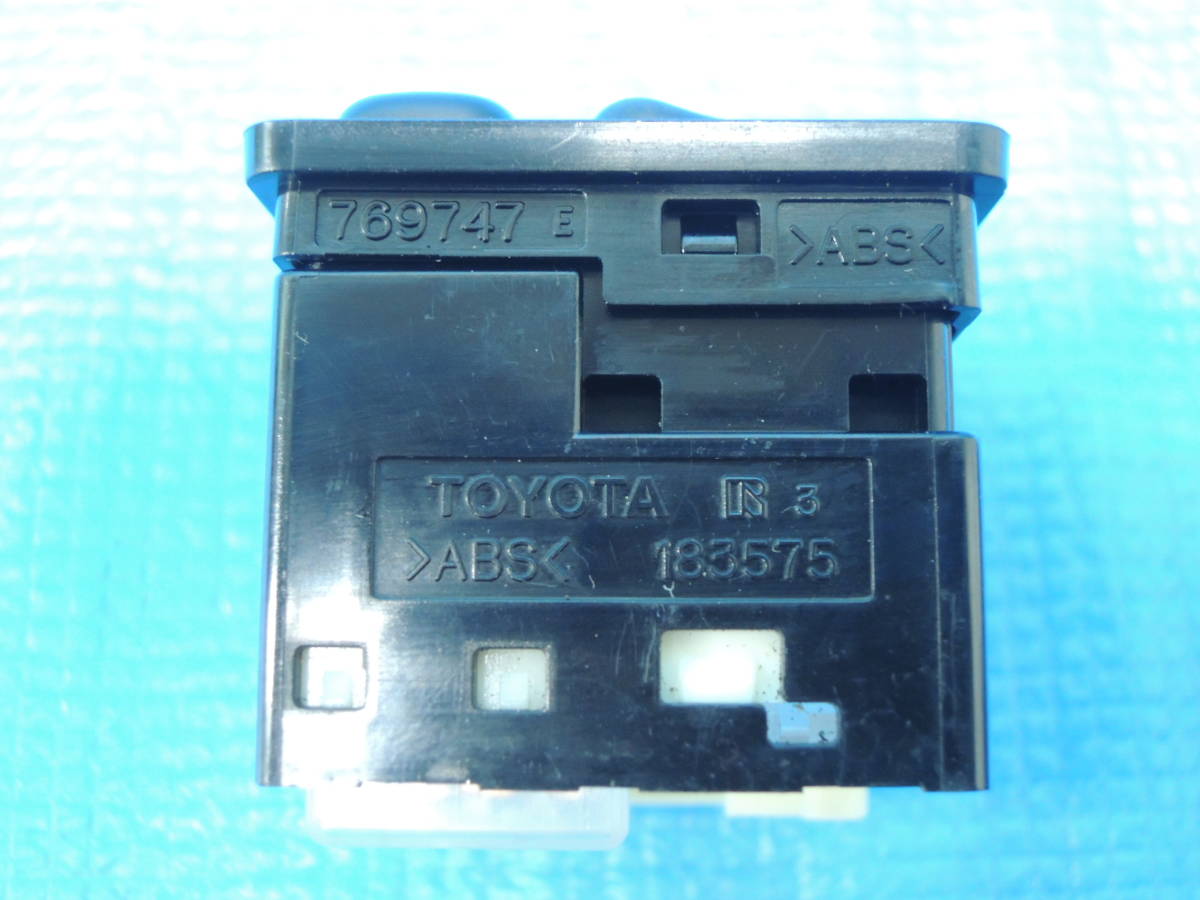 769747 E
>ABS<
TOYOTA 3
>ABS< 183575